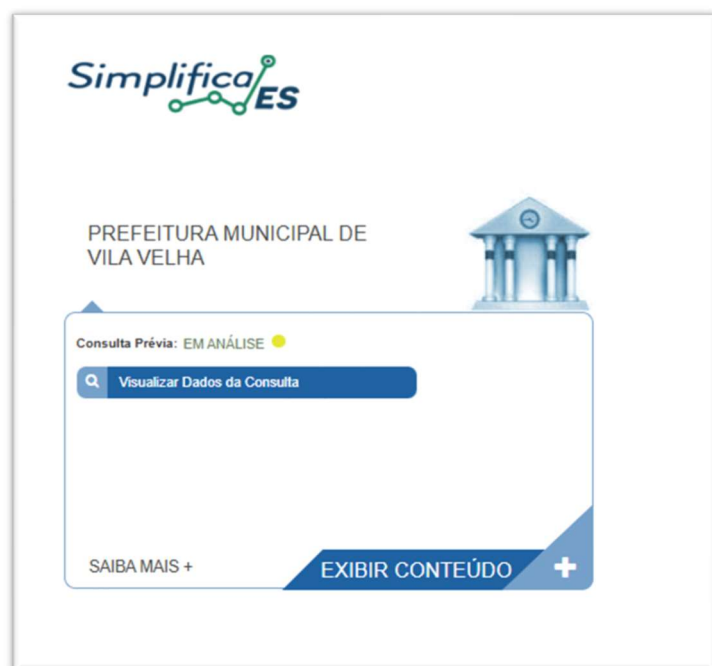 Simplifica
ES
PREFEITURA MUNICIPAL DE
VILA VELHA
Consulta Prévia: EM ANÁLISE
Visualizar Dados da Consulta
SAIBA MAIS +
EXIBIR CONTEÚDO +